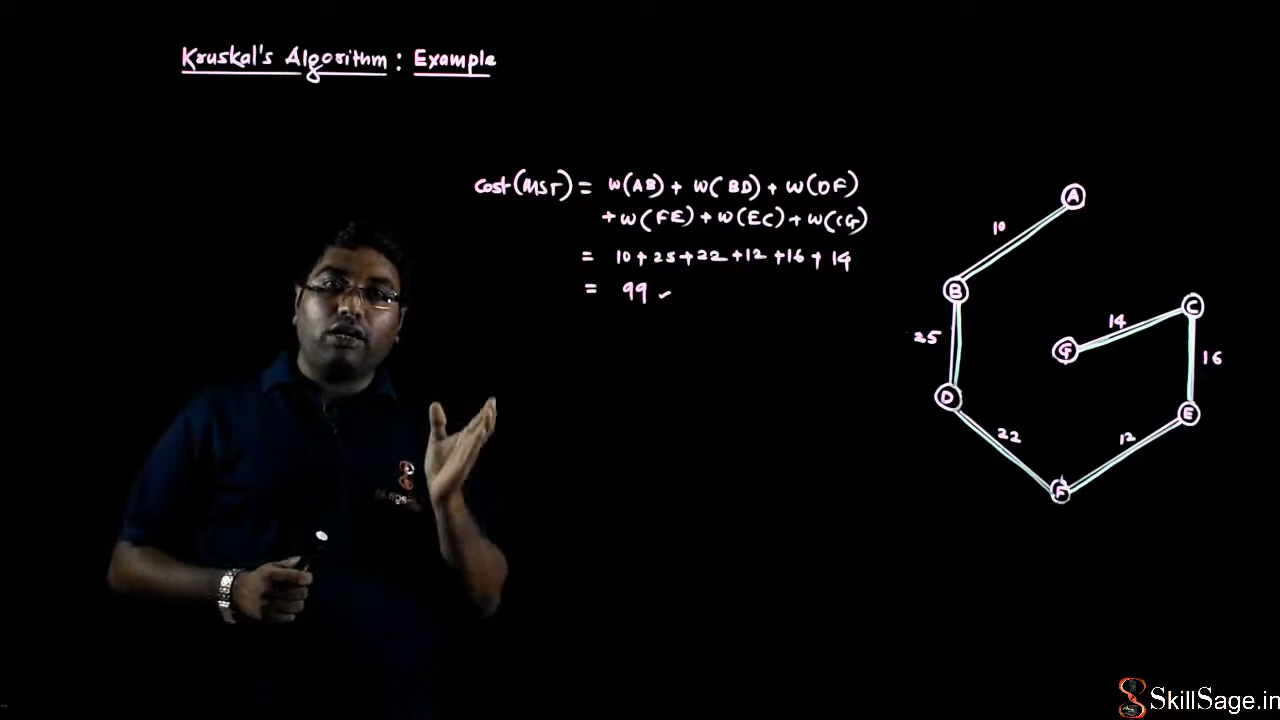 Kruskal's Algorithm : Example
Cost(MST) = W(AB) + W(BD) + W(DF)
+ W(FE) + W(EC) + W(CG)
= 10 + 25 + 22 + 12 + 16 + 14
= 99 ✓
A
10
B
C
14
G
25
16
D
E
22
12
F
SkillSage.in